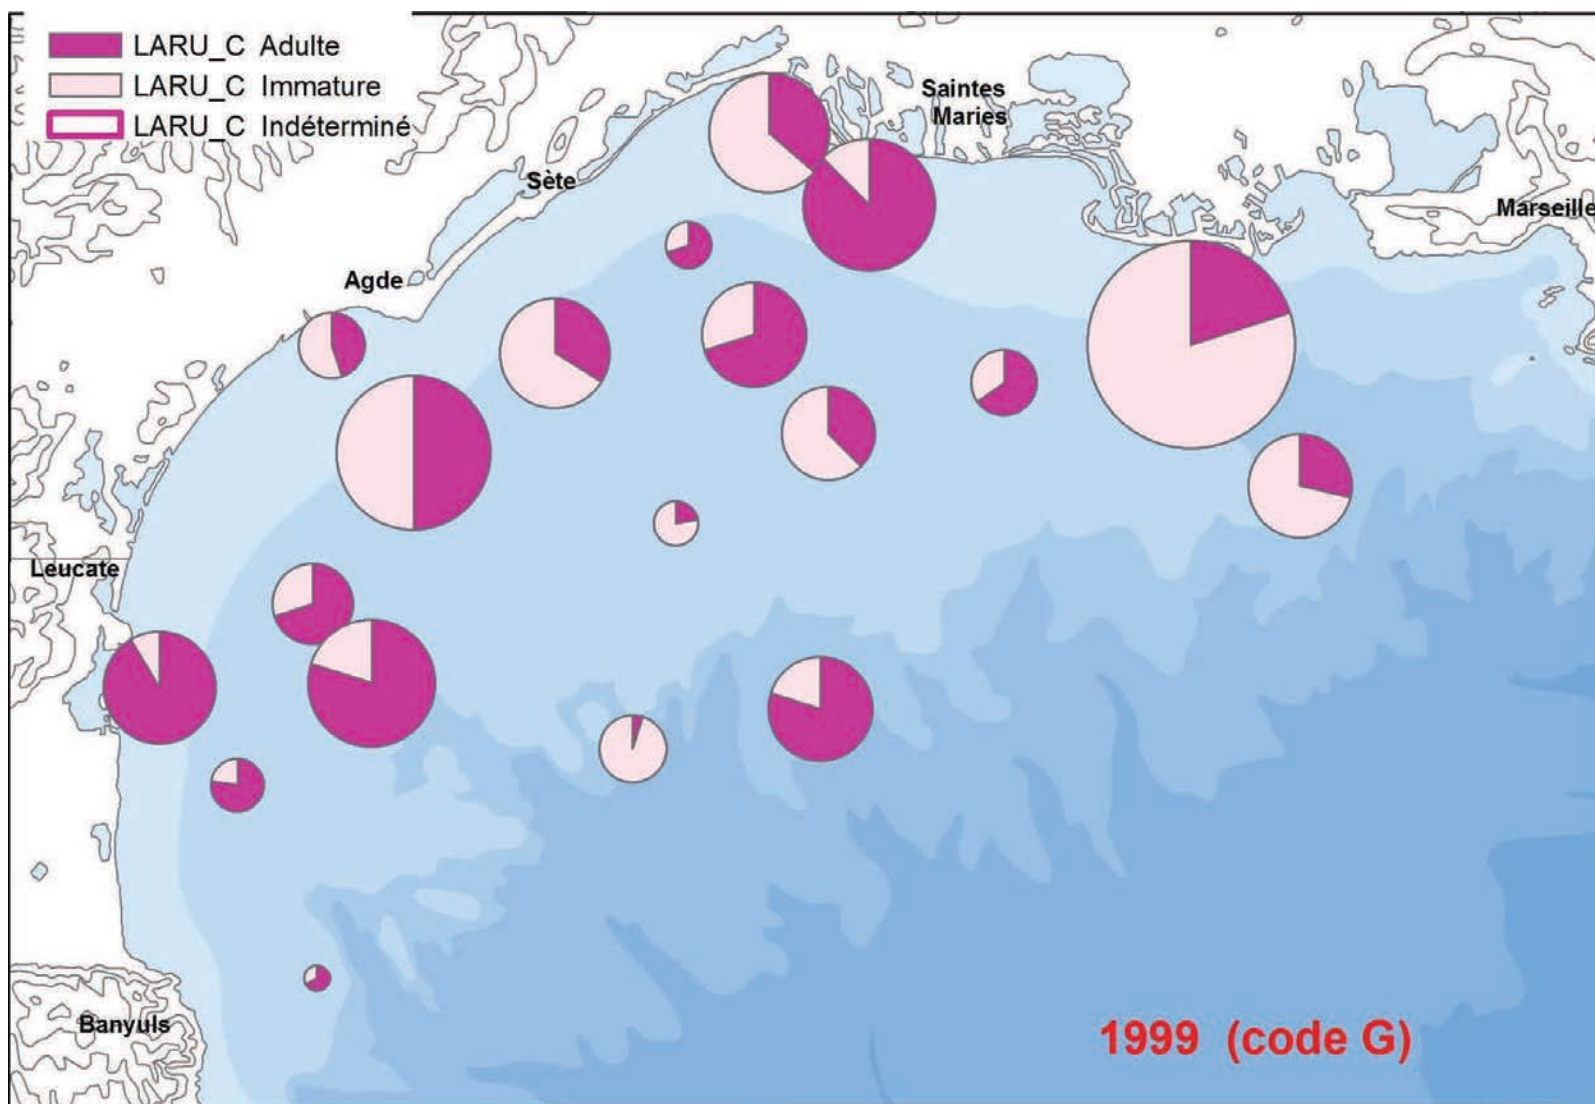 LARU_C Adulte
LARU_C Immature
LARU_C Indéterminé
Saintes
Maries
Sète
Marseille
Agde
Leucate
Banyuls
1999 (code G)